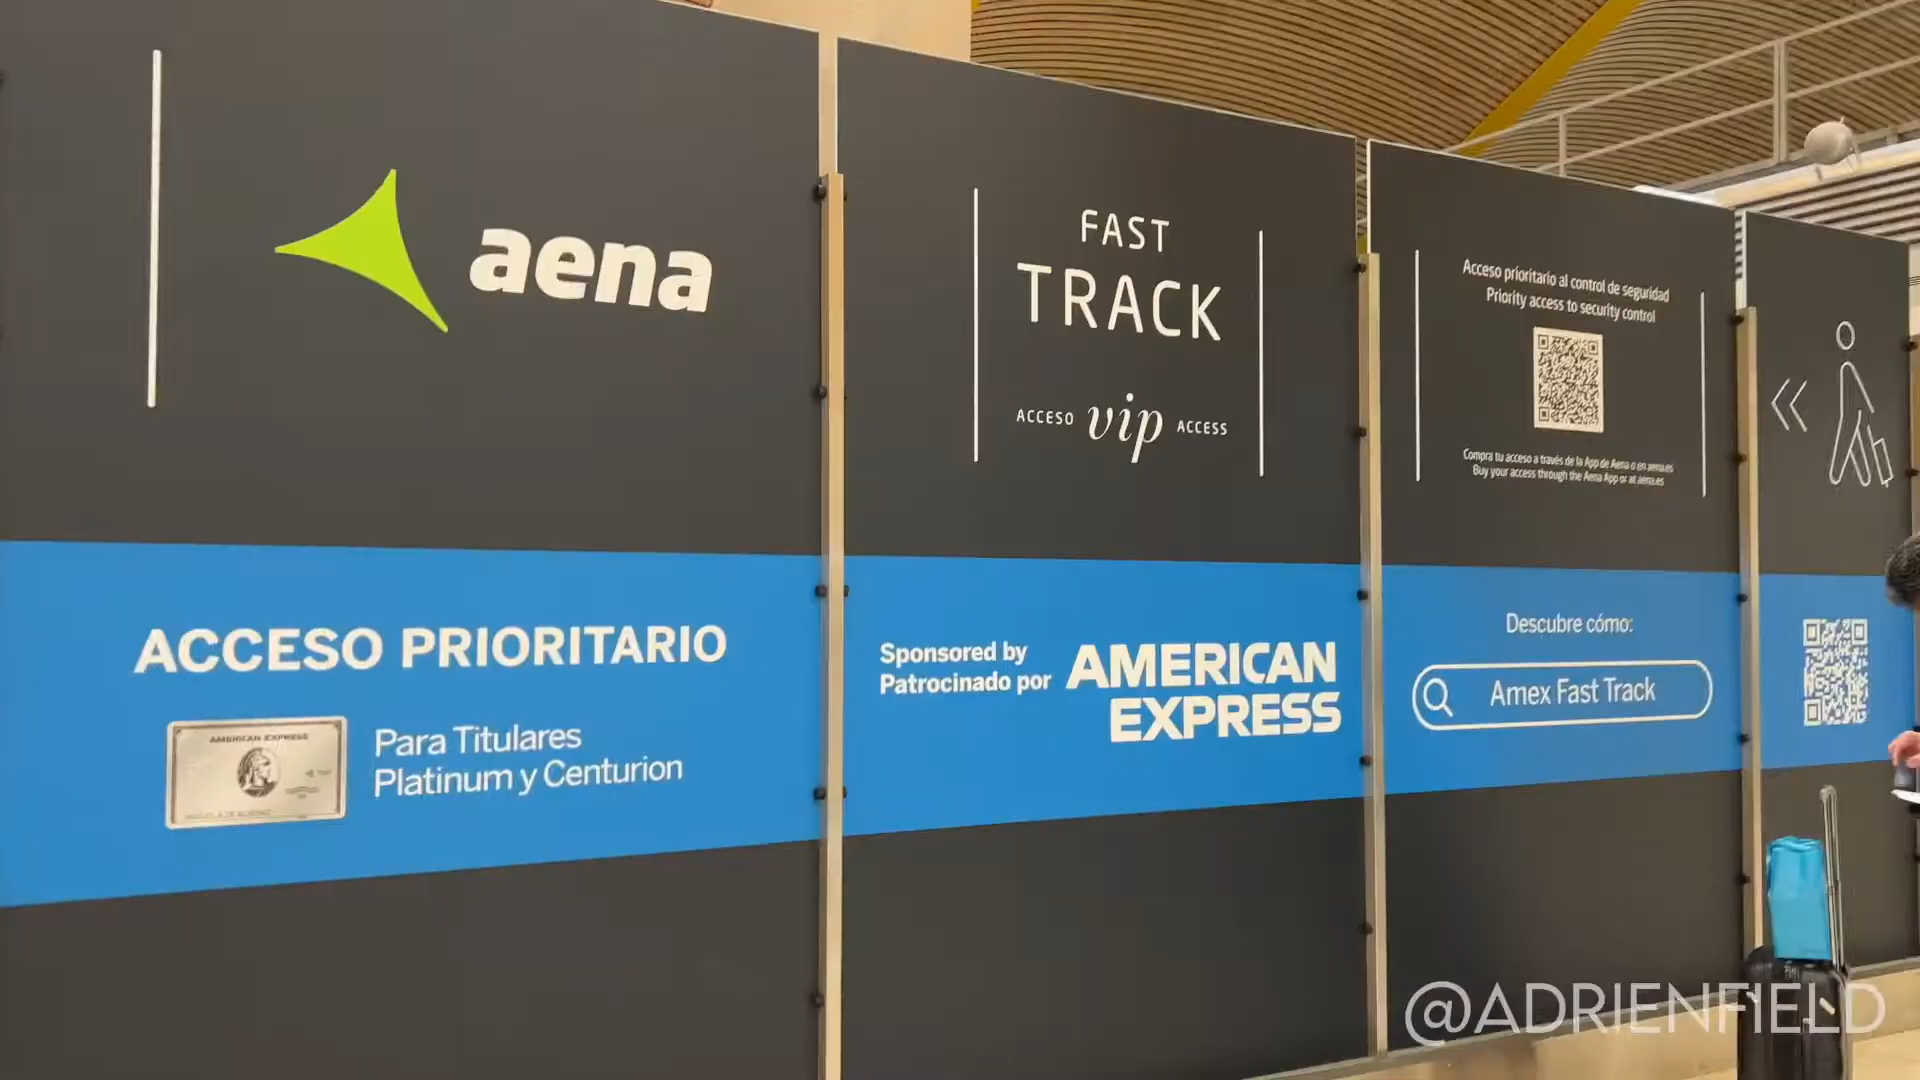 aena
ACCESO PRIORITARIO
AMERICAN EXPRESS
Para Titulares
Platinum y Centurion
FAST
TRACK
ACCESO vip ACCESS
Sponsored by
Patrocinado por
AMERICAN
EXPRESS
Acceso prioritario al control de seguridad
Priority access to security control
Compra tu acceso a través de la App de Aena o en aena.es
Buy your access through the Aena App or at aena.es
Descubre cómo:
Amex Fast Track
@ADRIENFIELD